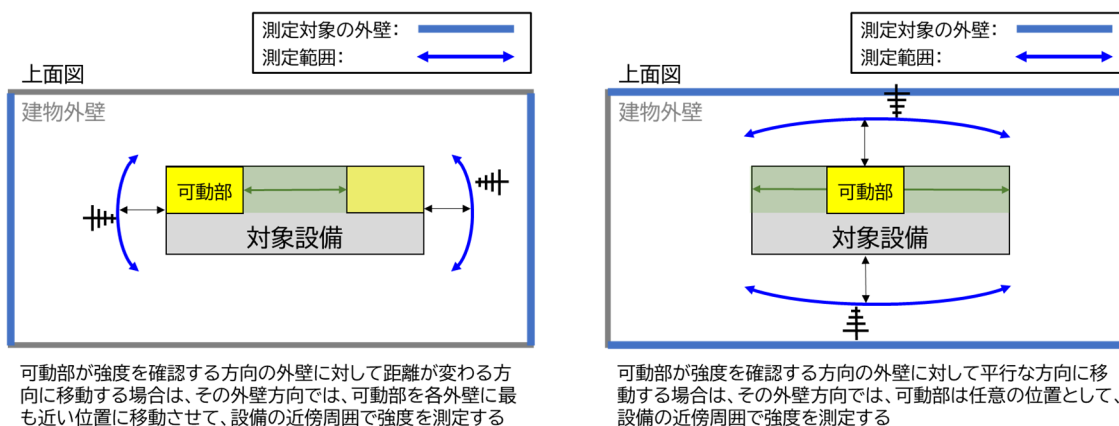 測定対象の外壁：
測定範囲：
上面図
建物外壁
可動部
対象設備
可動部が強度を確認する方向の外壁に対して距離が変わる方
向に移動する場合は、その外壁方向では、可動部を各外壁に最
も近い位置に移動させて、設備の近傍周囲で強度を測定する
測定対象の外壁：
測定範囲：
上面図
建物外壁
可動部
対象設備
可動部が強度を確認する方向の外壁に対して平行な方向に移
動する場合は、その外壁方向では、可動部は任意の位置として、
設備の近傍周囲で強度を測定する